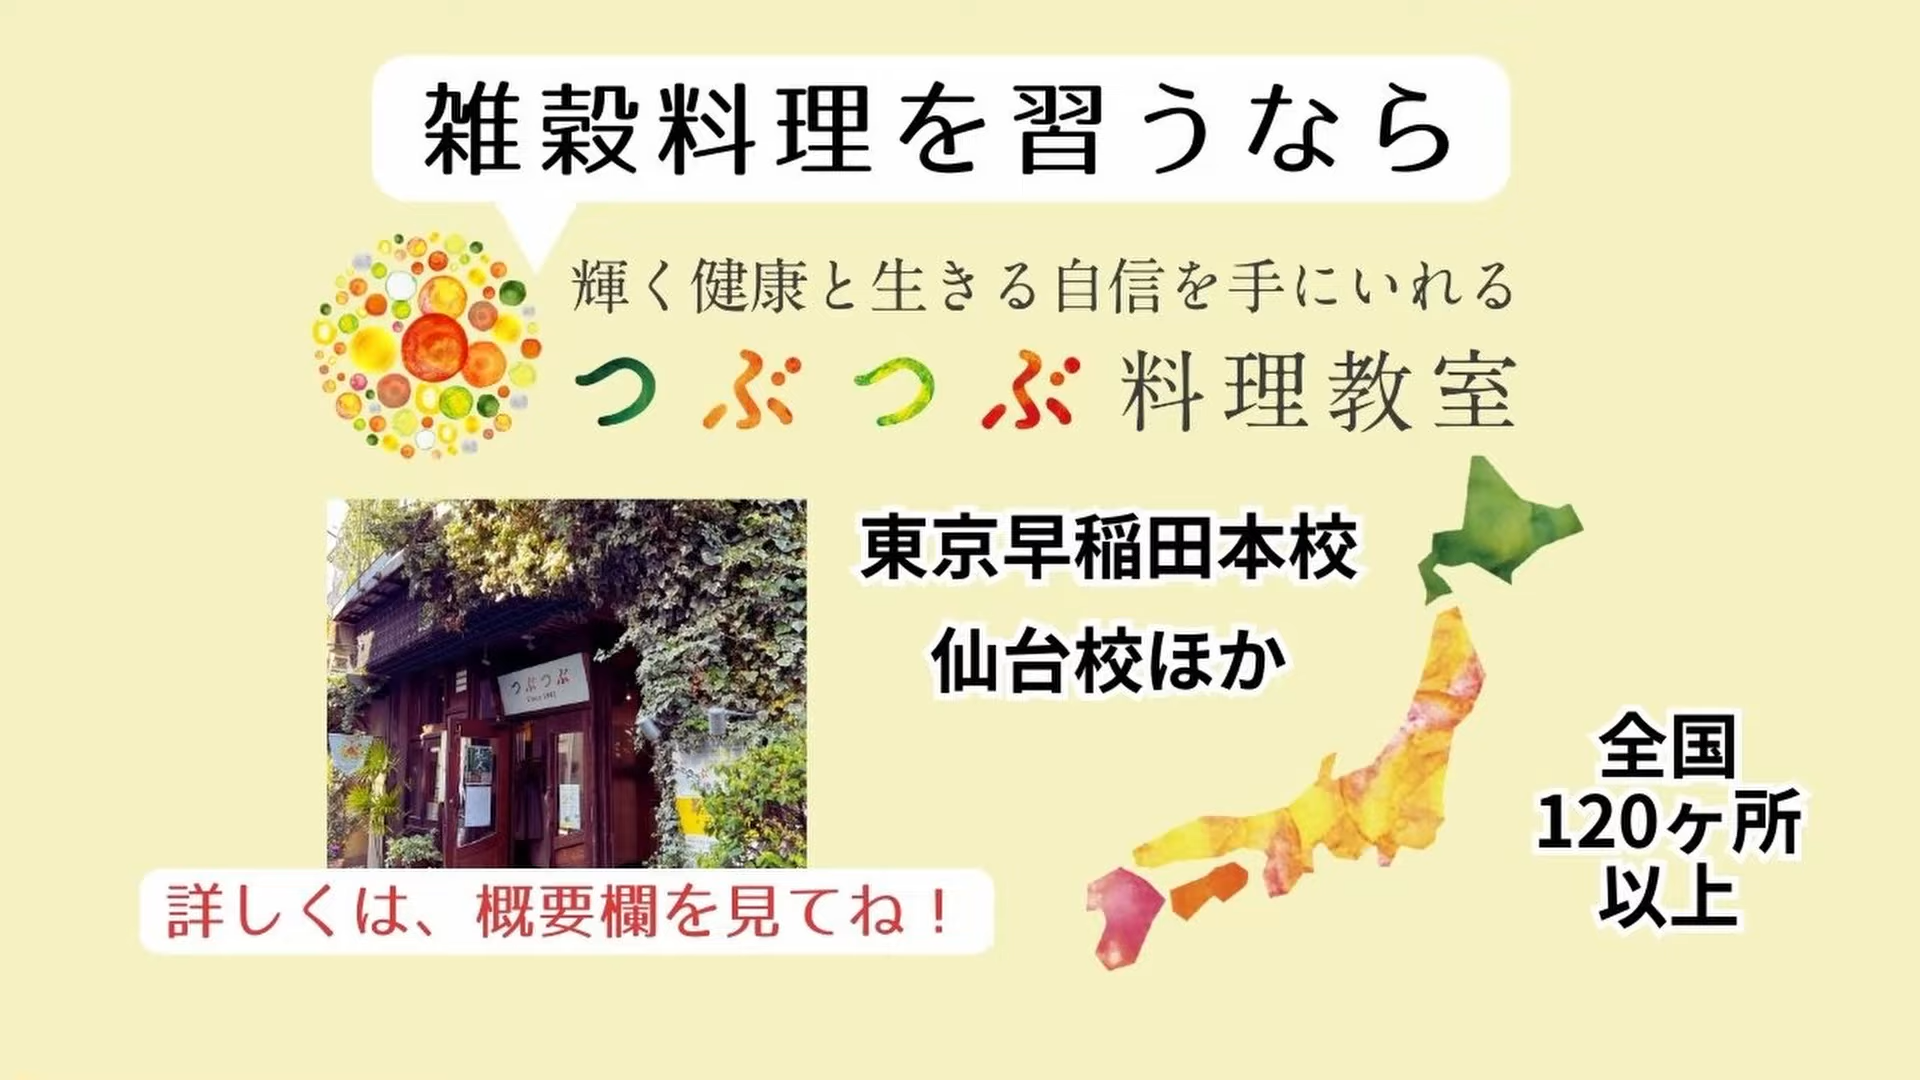 雑穀料理を習うなら
輝く健康と生きる自信を手にいれる
つぶつぶ料理教室
東京早稲田本校
仙台校ほか
つぶつぶ
全国
120ヶ所
以上
詳しくは、概要欄を見てね！